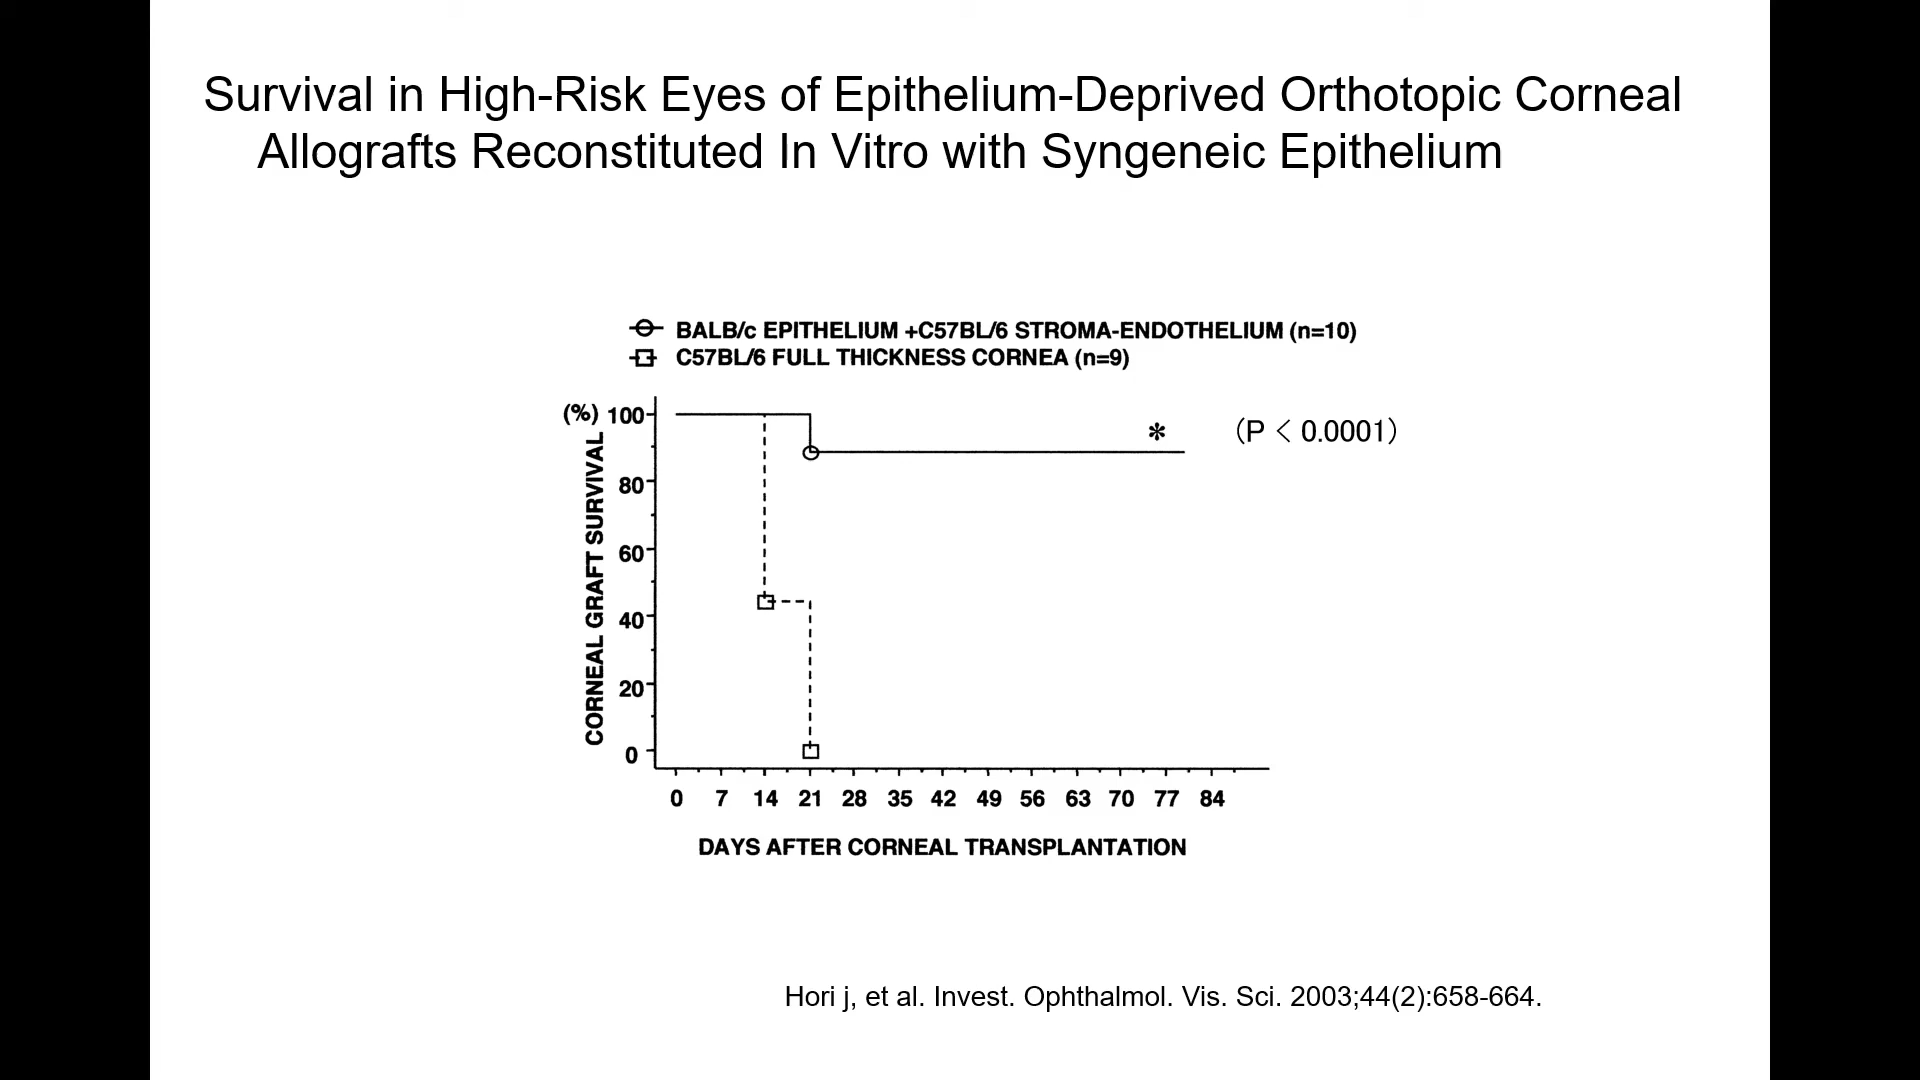 Survival in High-Risk Eyes of Epithelium-Deprived Orthotopic Corneal
Allografts Reconstituted In Vitro with Syngeneic Epithelium
BALB/c EPITHELIUM +C57BL/6 STROMA-ENDOTHELIUM (n=10)
C57BL/6 FULL THICKNESS CORNEA (n=9)
(%) 100
80
60
40
20
0
CORNEAL GRAFT SURVIVAL
* (P < 0.0001)
0 7 14 21 28 35 42 49 56 63 70 77 84
DAYS AFTER CORNEAL TRANSPLANTATION
Hori j, et al. Invest. Ophthalmol. Vis. Sci. 2003;44(2):658-664.